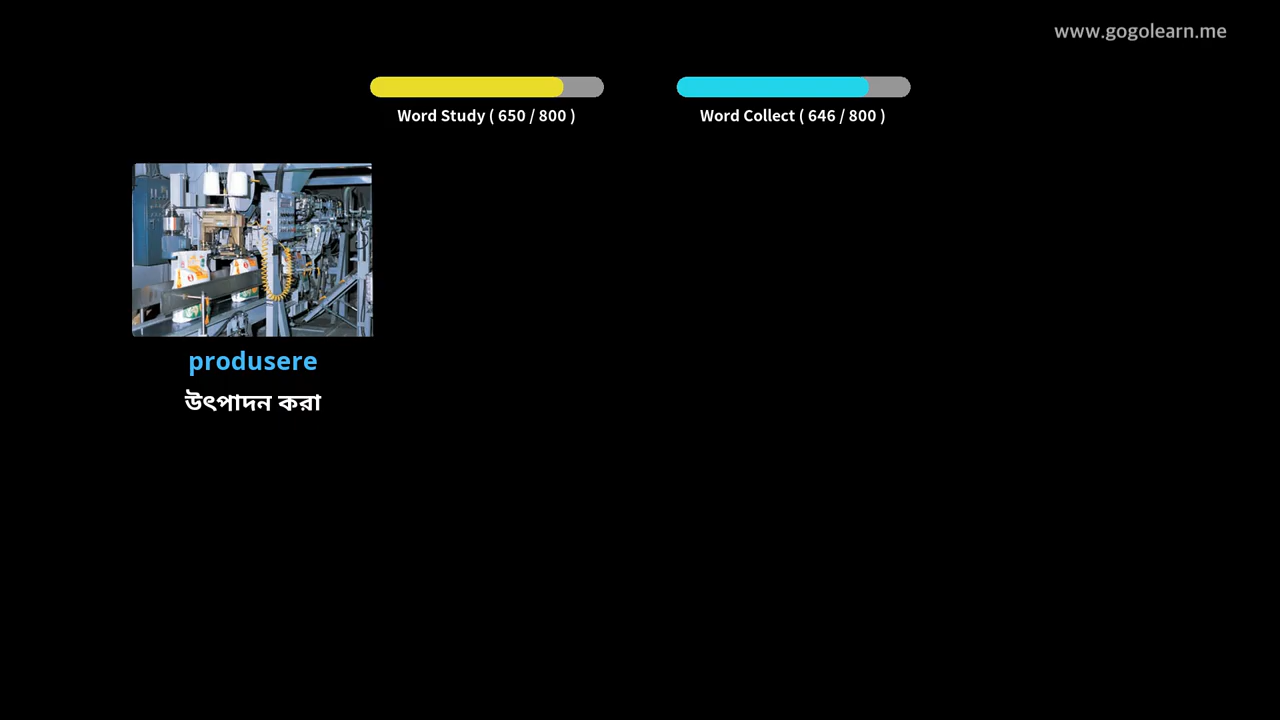 www.gogolearn.me
Word Study ( 650 / 800 )
Word Collect ( 646 / 800 )
produsere
উৎপাদন করা